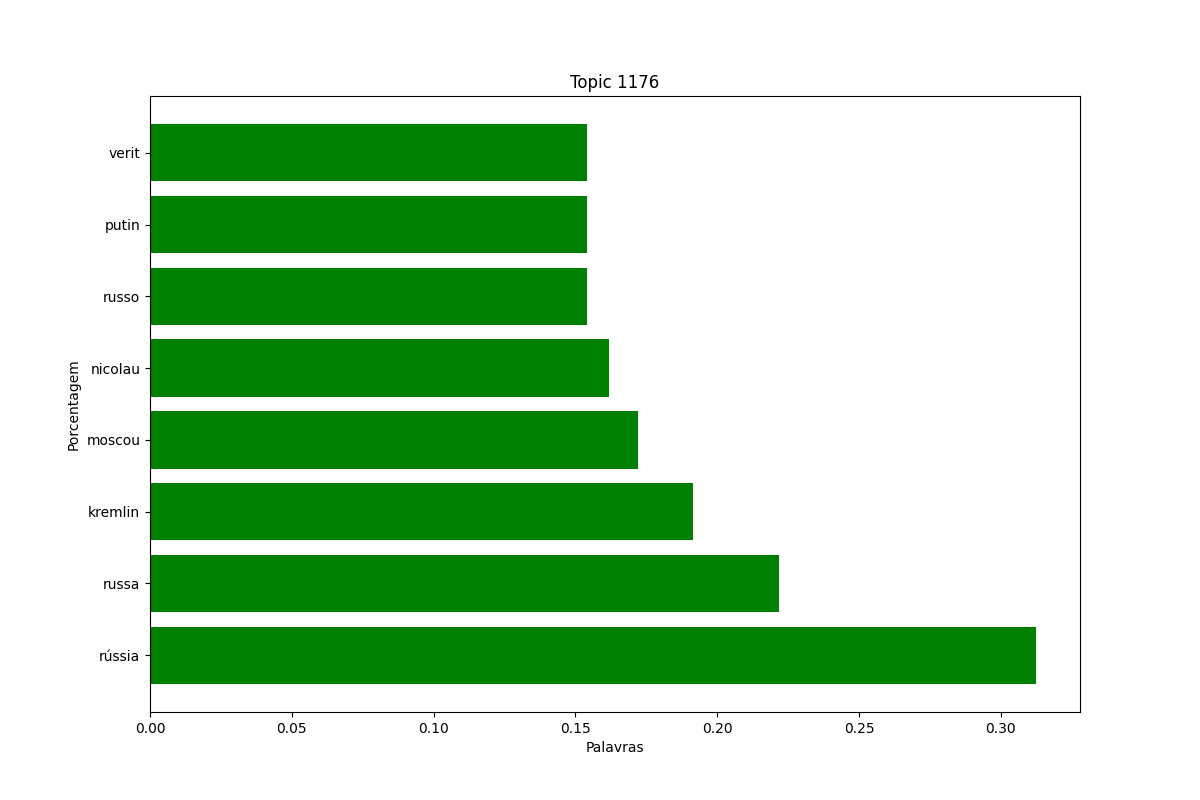 Topic 1176
verit
putin
russo
nicolau
moscou
kremlin
russa
rússia
Porcentagem
0.00 0.05 0.10 0.15 0.20 0.25 0.30
Palavras